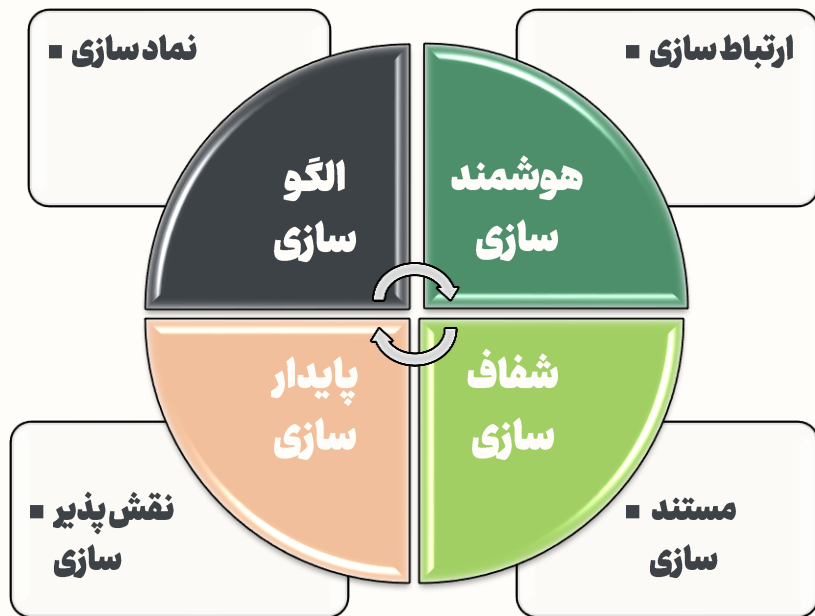 ارتباط سازی
نماد سازی
هوشمند
سازی
الگو
سازی
شفاف
سازی
پایدار
سازی
مستند
سازی
نقش پذیر
سازی